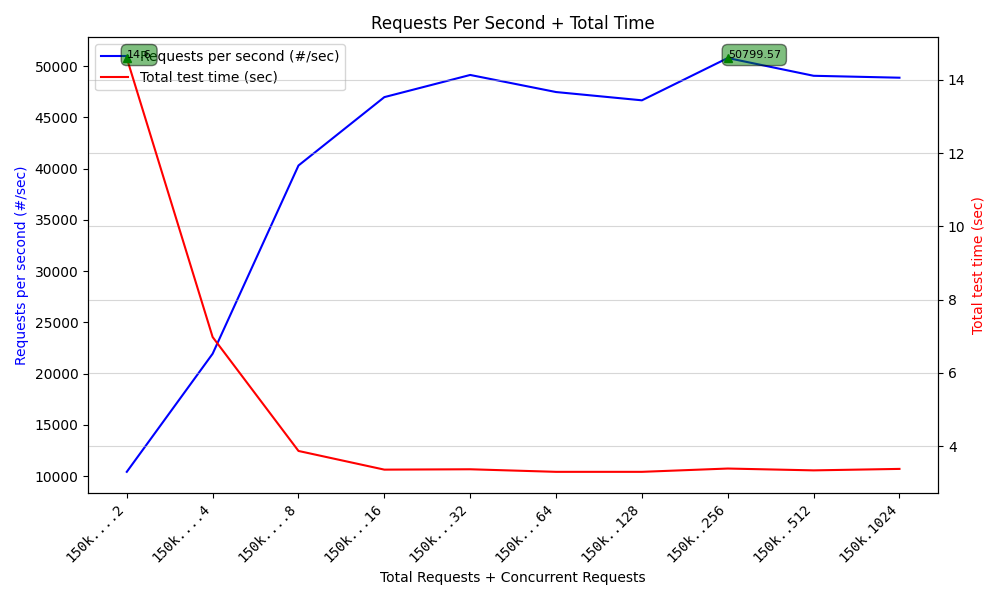 Requests Per Second + Total Time
14.6
Requests per second (#/sec)
Total test time (sec)
50799.57
50000
45000
40000
35000
30000
25000
20000
15000
10000
Requests per second (#/sec)
14
12
10
8
6
4
Total test time (sec)
150k....2
150k....4
150k....8
150k...16
150k...32
150k...64
150k..128
150k..256
150k..512
150k.1024
Total Requests + Concurrent Requests